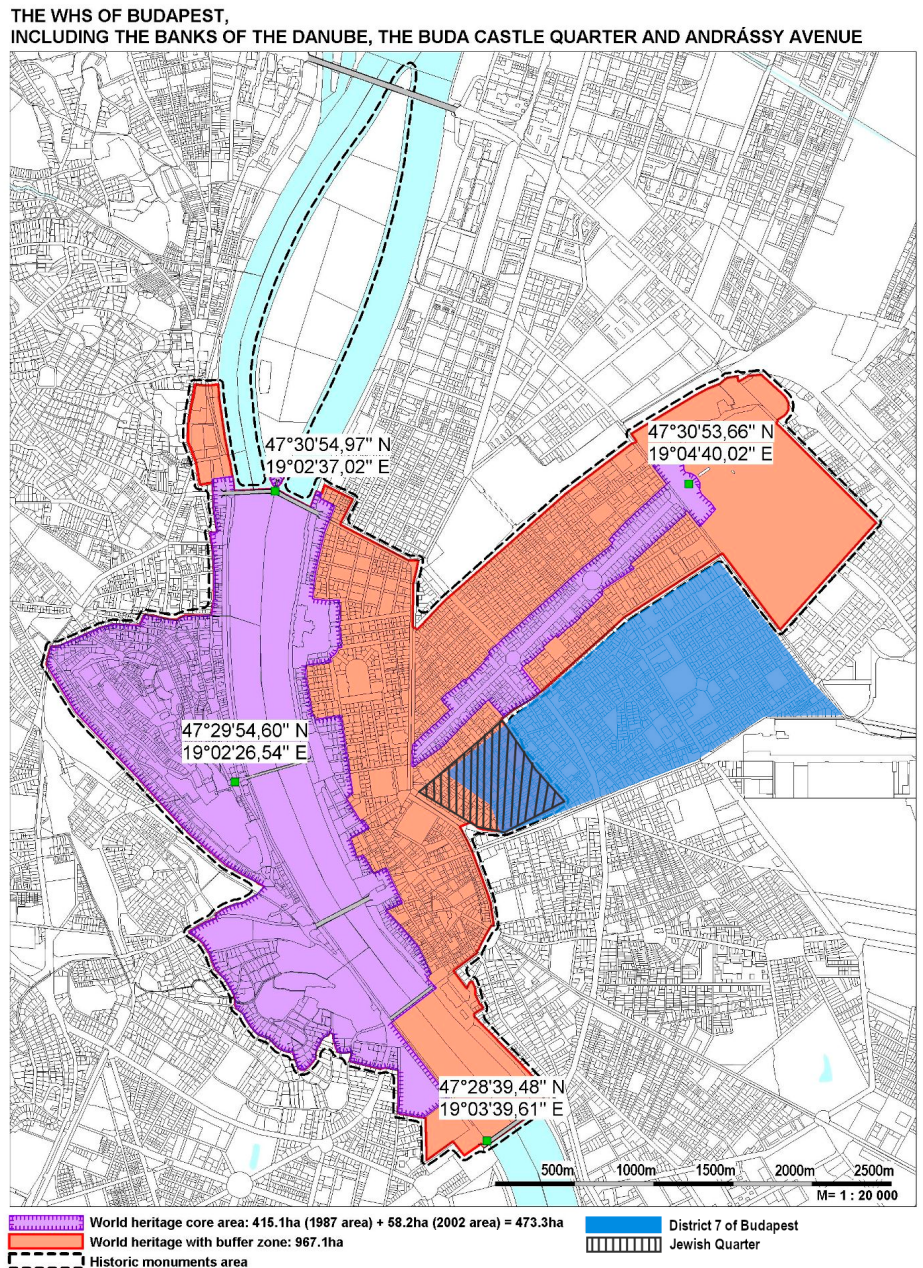 THE WHS OF BUDAPEST,
INCLUDING THE BANKS OF THE DANUBE, THE BUDA CASTLE QUARTER AND ANDRÁSSY AVENUE
47°30'54,97'' N
19°02'37,02'' E
47°30'53,66'' N
19°04'40,02'' E
47°29'54,60'' N
19°02'26,54'' E
47°28'39,48'' N
19°03'39,61'' E
500m 1000m 1500m 2000m 2500m
M= 1 : 20 000
World heritage core area: 415.1ha (1987 area) + 58.2ha (2002 area) = 473.3ha
World heritage with buffer zone: 967.1ha
Historic monuments area
District 7 of Budapest
Jewish Quarter